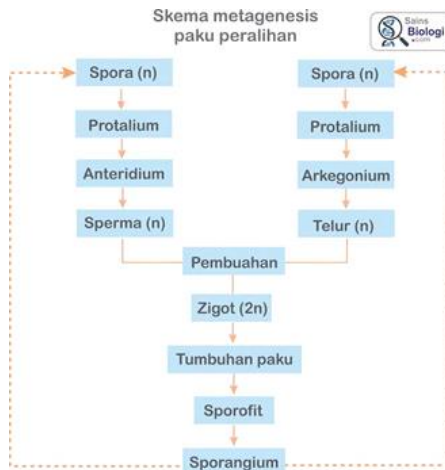 Skema metagenesis
paku peralihan
Sains
Biologi
.com
Spora (n)
Spora (n)
Protalium
Protalium
Anteridium
Arkegonium
Sperma (n)
Telur (n)
Pembuahan
Zigot (2n)
Tumbuhan paku
Sporofit
Sporangium